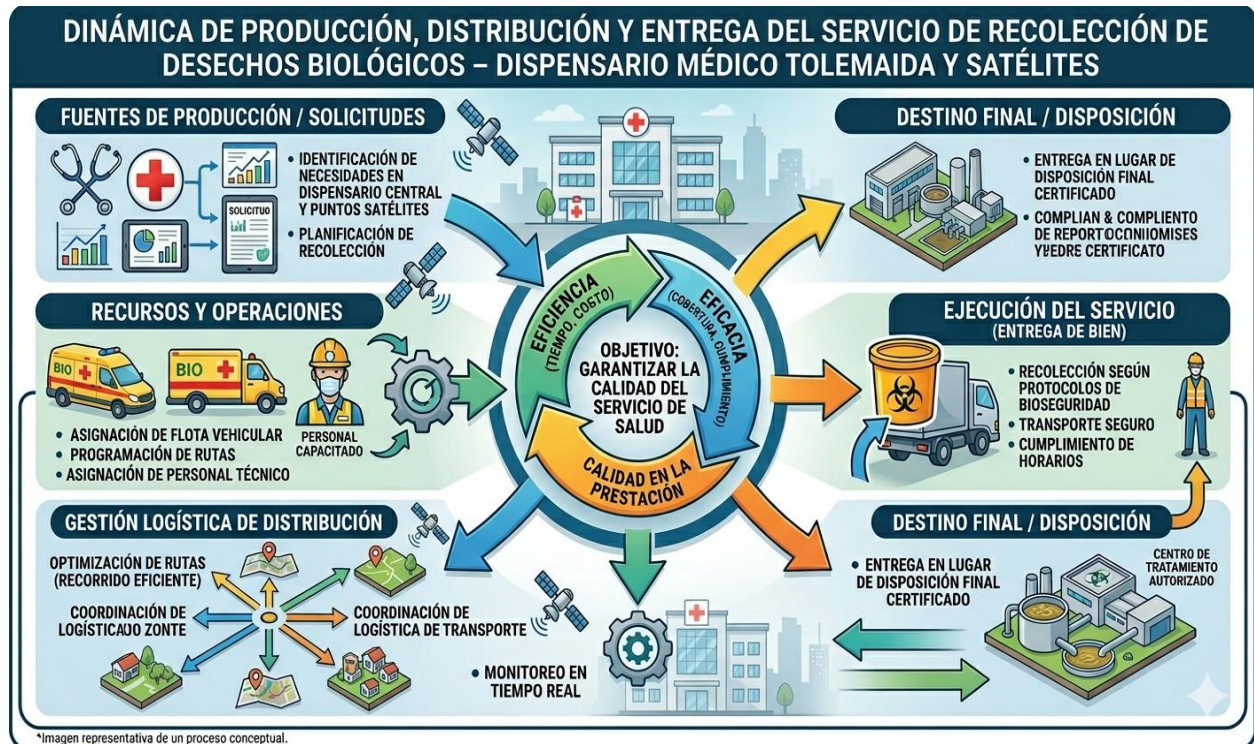 DINÁMICA DE PRODUCCIÓN, DISTRIBUCIÓN Y ENTREGA DEL SERVICIO DE RECOLECCIÓN DE
DESECHOS BIOLÓGICOS – DISPENSARIO MÉDICO TOLEMAIDA Y SATÉLITES
FUENTES DE PRODUCCIÓN / SOLICITUDES
SOLICITUO
• IDENTIFICACIÓN DE
NECESIDADES EN
DISPENSARIO CENTRAL
Y PUNTOS SATÉLITES
• PLANIFICACIÓN DE
RECOLECCIÓN
DESTINO FINAL / DISPOSICIÓN
• ENTREGA EN LUGAR DE
DISPOSICIÓN FINAL
CERTIFICADO
• COMPLIAN & COMPLIENTO
DE
CERTIFICATO
RECURSOS Y OPERACIONES
BIO
BIO
PERSONAL
CAPACITADO
• ASIGNACIÓN DE FLOTA VEHICULAR
• PROGRAMACIÓN DE RUTAS
• ASIGNACIÓN DE PERSONAL TÉCNICO
EFICIENCIA
(TIEMPO, COSTO)
EFICACIA
(COBERTURA, CUMPLIMIENTO)
OBJETIVO:
GARANTIZAR LA
CALIDAD DEL
SERVICIO DE
SALUD
CALIDAD EN LA
PRESTACIÓN
EJECUCIÓN DEL SERVICIO
(ENTREGA DE BIEN)
• RECOLECCIÓN SEGÚN
PROTOCOLOS DE
BIOSEGURIDAD
• TRANSPORTE SEGURO
• CUMPLIMIENTO DE
HORARIOS
GESTIÓN LOGÍSTICA DE DISTRIBUCIÓN
OPTIMIZACIÓN DE RUTAS
(RECORRIDO EFICIENTE)
COORDINACIÓN DE
LOGÍSTICAUO ZONTE
COORDINACIÓN DE
LOGÍSTICA DE TRANSPORTE
• MONITOREO EN
TIEMPO REAL
DESTINO FINAL / DISPOSICIÓN
• ENTREGA EN LUGAR
DE DISPOSICIÓN FINAL
CERTIFICADO
CENTRO DE
TRATAMIENTO
AUTORIZADO
*Imagen representativa de un proceso conceptual.